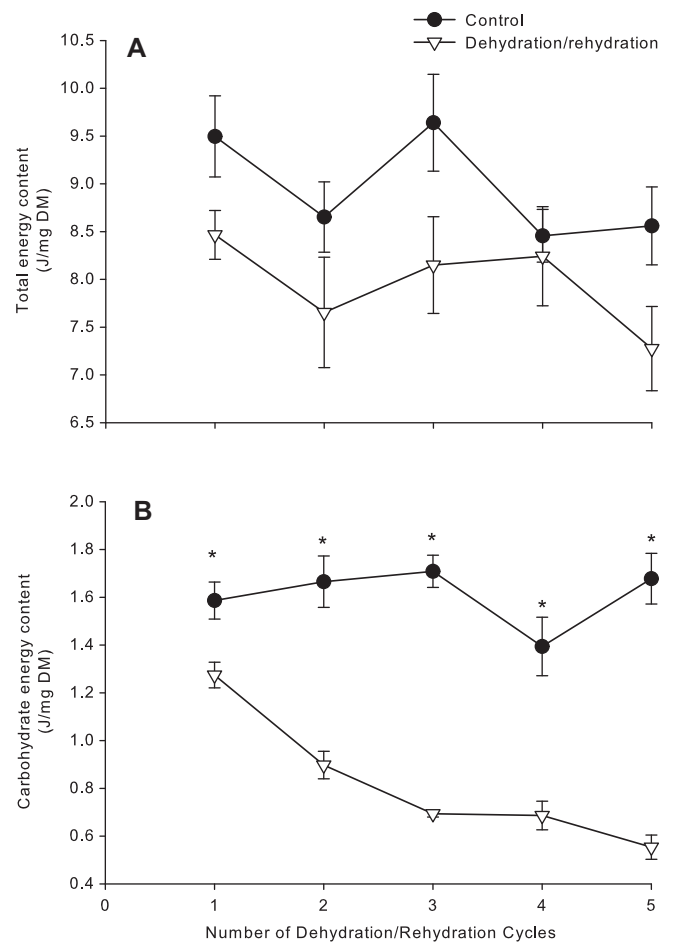 Control
Dehydration/rehydration
A
10.5
10.0
9.5
9.0
8.5
8.0
7.5
7.0
6.5
Total energy content
(J/mg DM)
B
2.0
1.8
1.6
1.4
1.2
1.0
0.8
0.6
0.4
Carbohydrate energy content
(J/mg DM)
* * * * *
0 1 2 3 4 5
Number of Dehydration/Rehydration Cycles